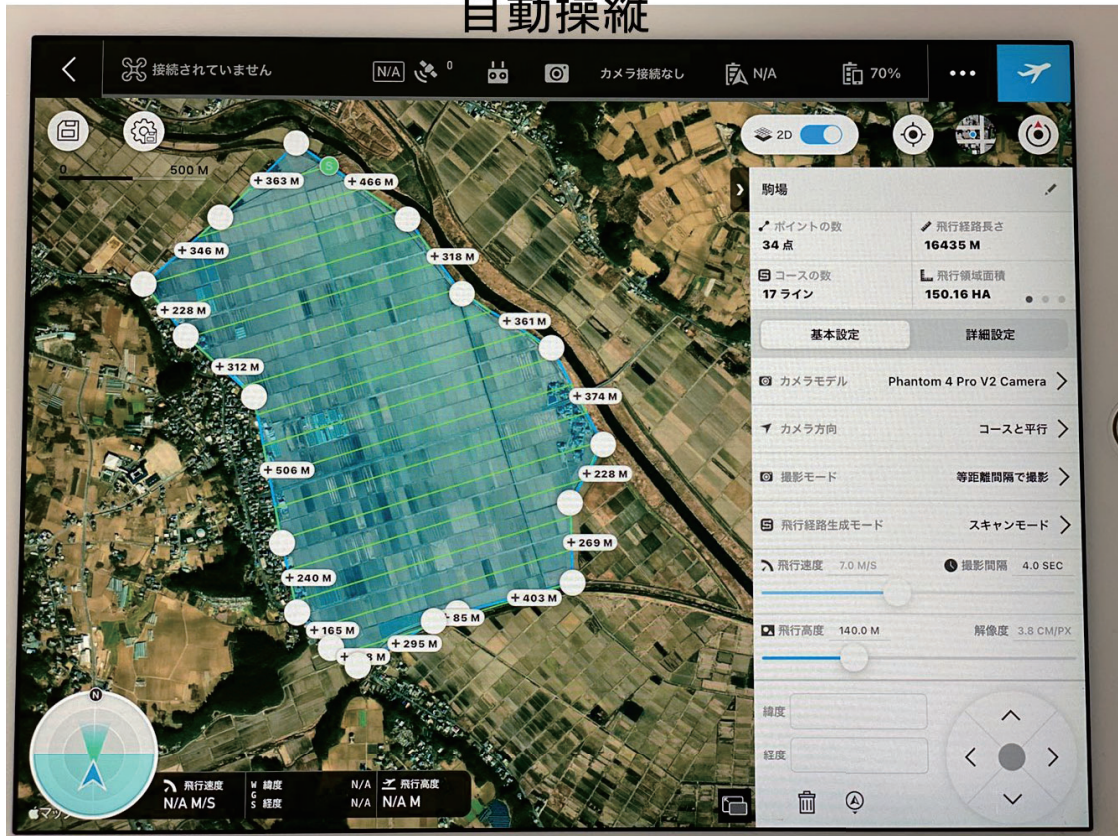 自動操縦
接続されていません
N/A
0
カメラ接続なし
N/A
70%
2D
0
500 M
+ 363 M
+ 466 M
+ 346 M
+ 318 M
+ 228 M
+ 361 M
+ 312 M
+ 374 M
+ 506 M
+ 228 M
+ 269 M
+ 240 M
+ 403 M
85 M
+ 165 M
+ 295 M
駒場
ポイントの数
34 点
飛行経路長さ
16435 M
コースの数
17 ライン
飛行領域面積
150.16 HA
基本設定
詳細設定
カメラモデル
Phantom 4 Pro V2 Camera
カメラ方向
コースと平行
撮影モード
等距離間隔で撮影
飛行経路生成モード
スキャンモード
飛行速度 7.0 M/S
撮影間隔 4.0 SEC
飛行高度 140.0 M
解像度 3.8 CM/PX
緯度
経度
N
飛行速度
N/A M/S
WGS
緯度 N/A
経度 N/A
飛行高度
N/A M
マップ
S